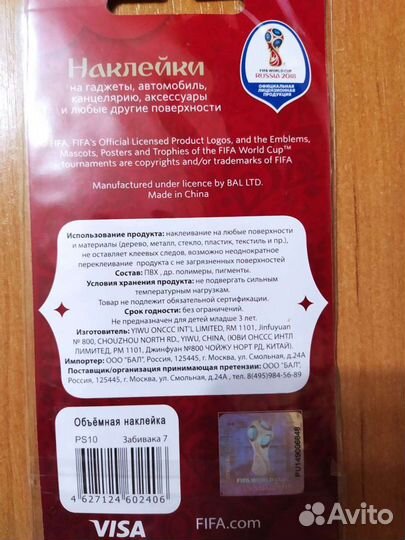 Наклейки
на гаджеты, автомобиль,
канцелярию, аксессуары
и любые другие поверхности
FIFA WORLD CUP
RUSSIA 2018
ОФИЦИАЛЬНАЯ
ЛИЦЕНЗИОННАЯ
ПРОДУКЦИЯ
FIFA, FIFA's Official Licensed Product Logos, and the Emblems,
Mascots, Posters and Trophies of the FIFA World Cup™
tournaments are copyrights and/or trademarks of FIFA
Manufactured under licence by BAL LTD.
Made in China
Использование продукта: наклеивание на любые поверхности
и материалы (дерево, металл, стекло, пластик, текстиль и пр.),
не оставляет клеевых следов, возможно неоднократное
переклеивание продукта с не загрязненных поверхностей
Состав: ПВХ, др. полимеры, пигменты.
Условия хранения продукта: не подвергать сильным
температурным нагрузкам.
Товар не подлежит обязательной сертификации.
Срок годности: без ограничений.
Не предназначен для детей младше 3 лет.
Изготовитель: YIWU ONCCC INT'L LIMITED, RM 1101, Jinfuyuan
№ 800, CHOUZHOU NORTH RD., YIWU, CHINA, (ЮВИ ОНССС ИНТЛ
ЛИМИТЕД, РМ 1101, Джинфуан №800 ЧОЙЖУ НОРТ РД, КИТАЙ).
Импортер: ООО "БАЛ", Россия, 125445, г. Москва, ул. Смольная, д.24А
Поставщик/организация принимающая претензии: ООО "БАЛ",
Россия, 125445, г. Москва, ул. Смольная, д.24А, тел. 8(495)984-56-89
Объёмная наклейка
PS10 Забивака 7
4627124602406
FIFA WORLD CUP
PU149006848
VISA
FIFA.com
Avito